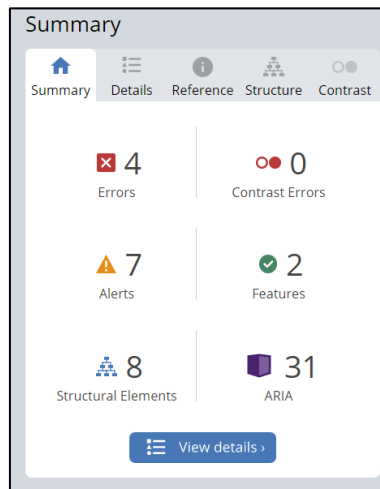 Summary
Summary Details Reference Structure Contrast
4 0
Errors Contrast Errors
7 2
Alerts Features
8 31
Structural Elements ARIA
View details ›